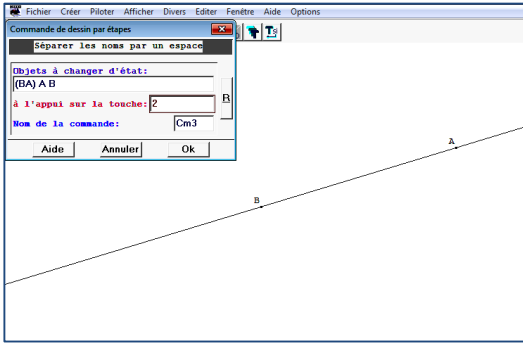 Fichier Créer Piloter Afficher Divers Editer Fenêtre Aide Options
Commande de dessin par étapes
Séparer les noms par un espace
Objets à changer d'état:
(BA) A B
à l'appui sur la touche: 2
R
Nom de la commande: Cm3
Aide Annuler Ok
A
B